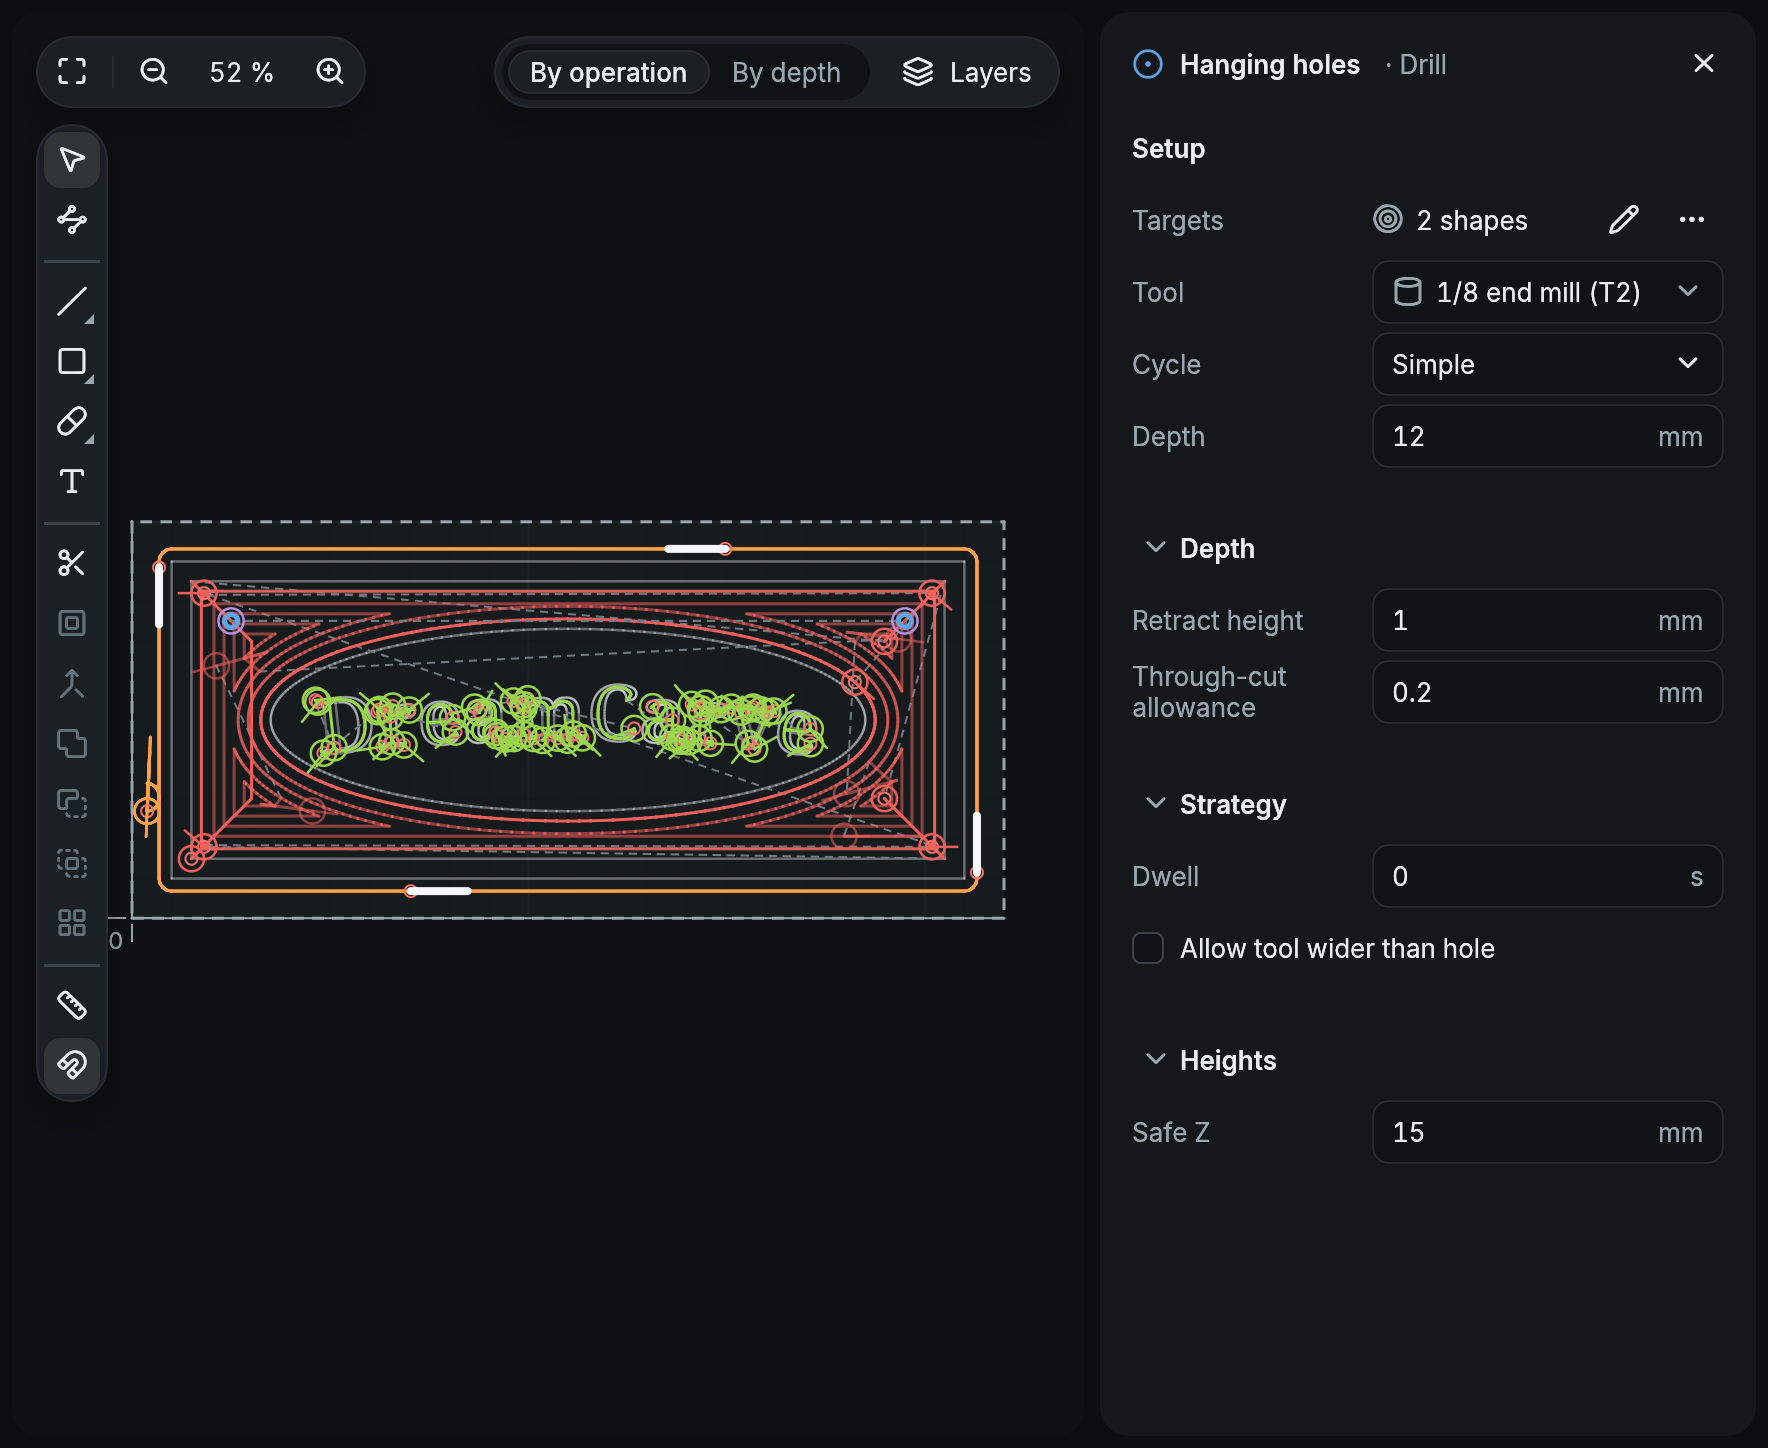 52 %
By operation By depth Layers
Hanging holes · Drill
Setup
Targets 2 shapes
Tool 1/8 end mill (T2)
Cycle Simple
Depth 12 mm
Depth
Retract height 1 mm
Through-cut
allowance 0.2 mm
Strategy
Dwell 0 s
Allow tool wider than hole
Heights
Safe Z 15 mm
0